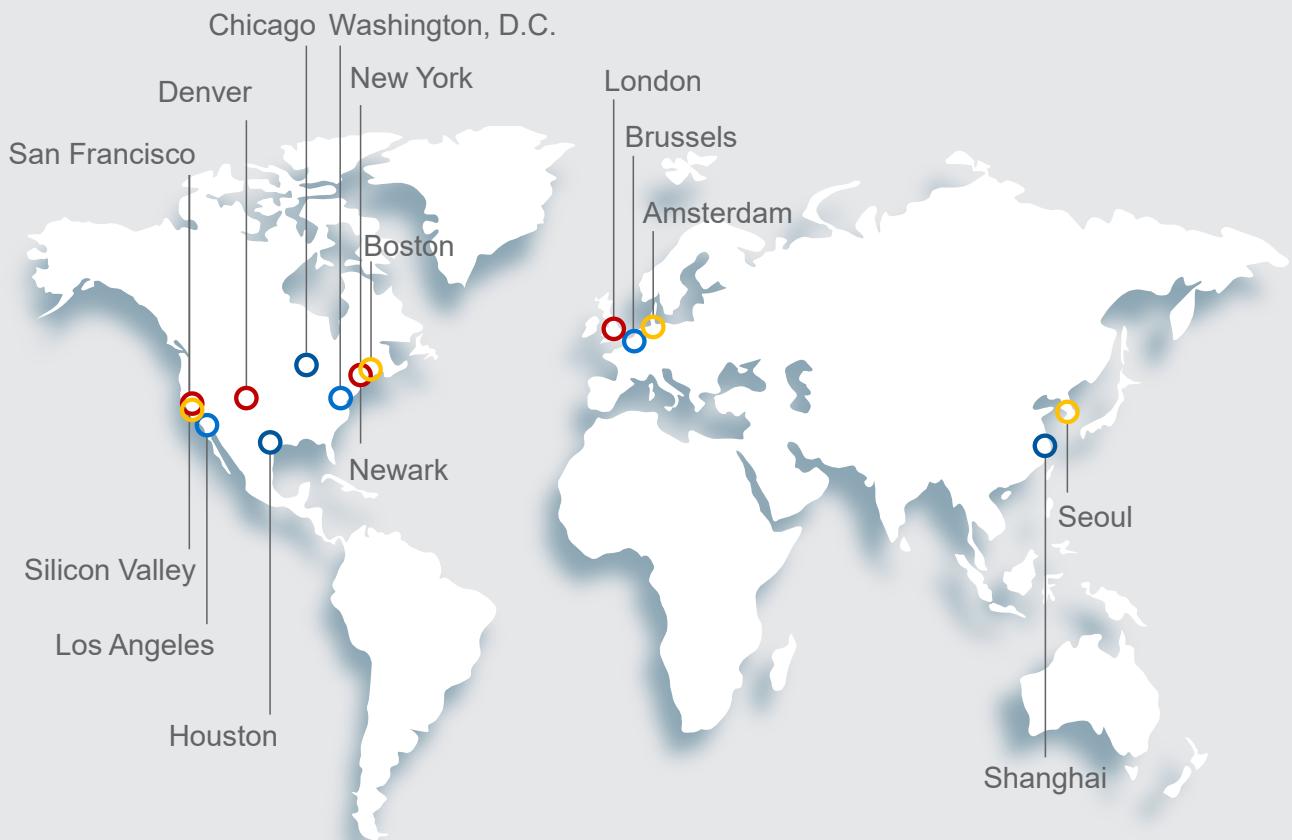 Chicago
Washington, D.C.
New York
Denver
London
Brussels
San Francisco
Amsterdam
Boston
Newark
Seoul
Silicon Valley
Los Angeles
Houston
Shanghai